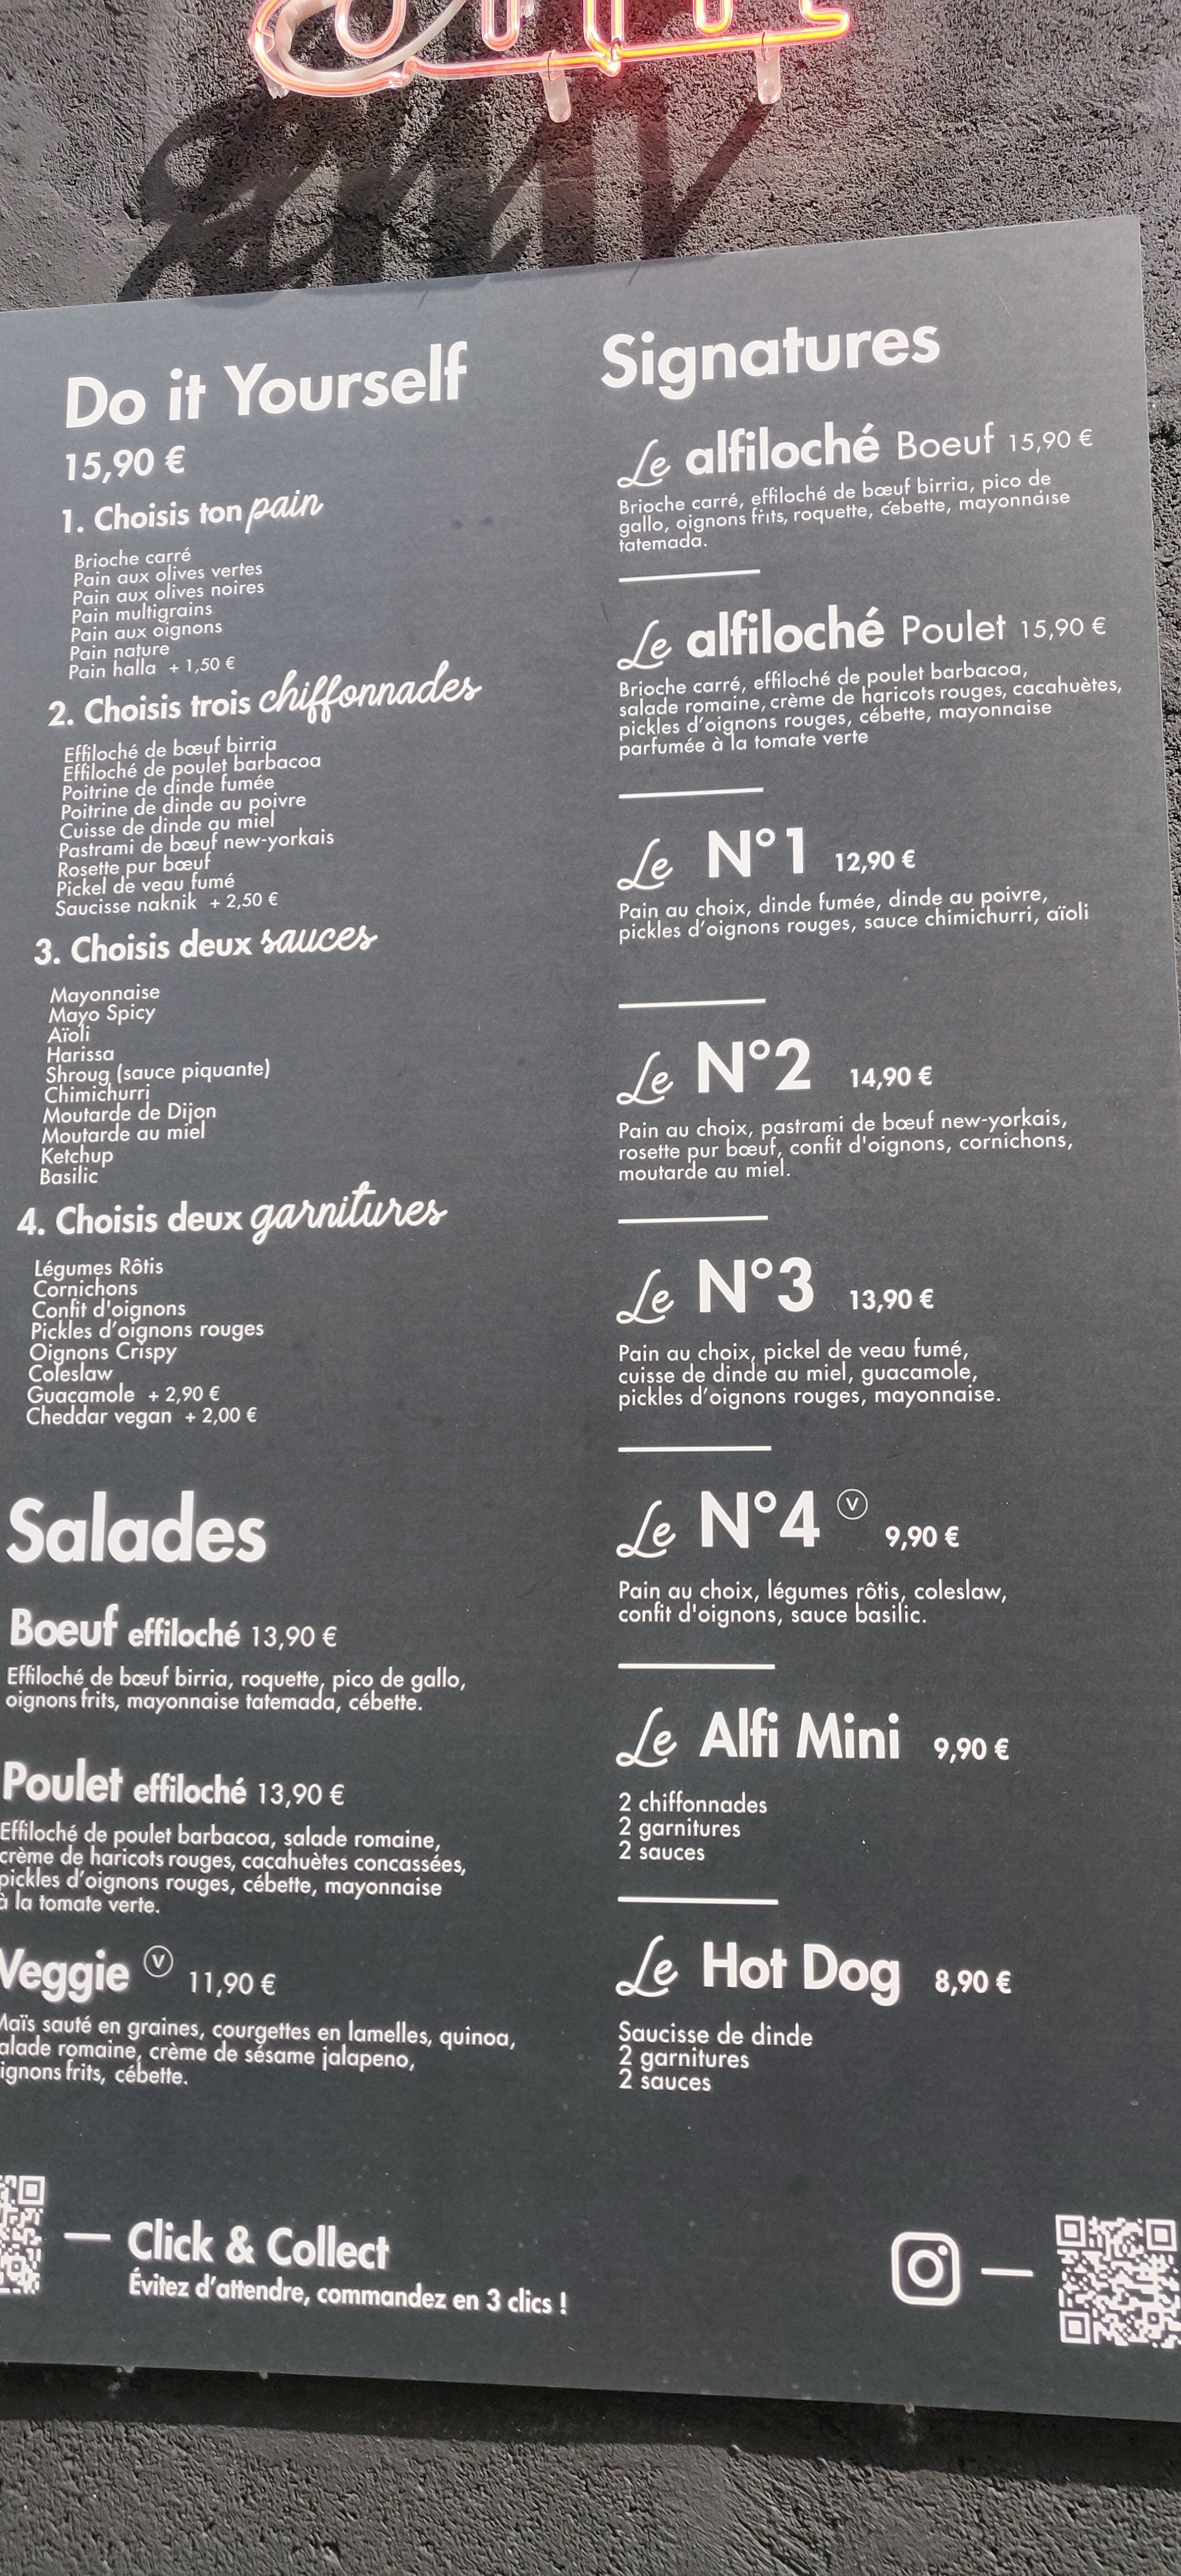 Do it Yourself
15,90 €
1. Choisis ton pain
Brioche carré
Pain aux olives vertes
Pain aux olives noires
Pain multigrains
Pain aux oignons
Pain nature
Pain halla + 1,50 €
2. Choisis trois chiffonnades
Effiloché de bœuf birria
Effiloché de poulet barbacoa
Poitrine de dinde fumée
Poitrine de dinde au poivre
Cuisse de dinde au miel
Pastrami de bœuf new-yorkais
Rosette pur bœuf
Pickel de veau fumé
Saucisse naknik + 2,50 €
3. Choisis deux sauces
Mayonnaise
Mayo Spicy
Aïoli
Harissa
Shroug (sauce piquante)
Chimichurri
Moutarde de Dijon
Moutarde au miel
Ketchup
Basilic
4. Choisis deux garnitures
Légumes Rôtis
Cornichons
Confit d'oignons
Pickles d’oignons rouges
Oignons Crispy
Coleslaw
Guacamole + 2,90 €
Cheddar vegan + 2,00 €
Salades
Bœuf effiloché 13,90 €
Effiloché de bœuf birria, roquette, pico de gallo,
oignons frits, mayonnaise tatemada, cébette.
Poulet effiloché 13,90 €
Effiloché de poulet barbacoa, salade romaine,
crème de haricots rouges, cacahuètes concassées,
pickles d’oignons rouges, cébette, mayonnaise
à la tomate verte.
Veggie V 11,90 €
Maïs sauté en graines, courgettes en lamelles, quinoa,
alade romaine, crème de sésame jalapeno,
ignons frits, cébette.
Signatures
Le alfiloché Boeuf 15,90 €
Brioche carré, effiloché de bœuf birria, pico de
gallo, oignons frits, roquette, cébette, mayonnaise
tatemada.
Le alfiloché Poulet 15,90 €
Brioche carré, effiloché de poulet barbacoa,
salade romaine, crème de haricots rouges, cacahuètes,
pickles d’oignons rouges, cébette, mayonnaise
parfumée à la tomate verte
Le N°1 12,90 €
Pain au choix, dinde fumée, dinde au poivre,
pickles d’oignons rouges, sauce chimichurri, aïoli
Le N°2 14,90 €
Pain au choix, pastrami de bœuf new-yorkais,
rosette pur bœuf, confit d'oignons, cornichons,
moutarde au miel.
Le N°3 13,90 €
Pain au choix, pickel de veau fumé,
cuisse de dinde au miel, guacamole,
pickles d’oignons rouges, mayonnaise.
Le N°4 V 9,90 €
Pain au choix, légumes rôtis, coleslaw,
confit d'oignons, sauce basilic.
Le Alfi Mini 9,90 €
2 chiffonnades
2 garnitures
2 sauces
Le Hot Dog 8,90 €
Saucisse de dinde
2 garnitures
2 sauces
Click & Collect
Évitez d’attendre, commandez en 3 clics !